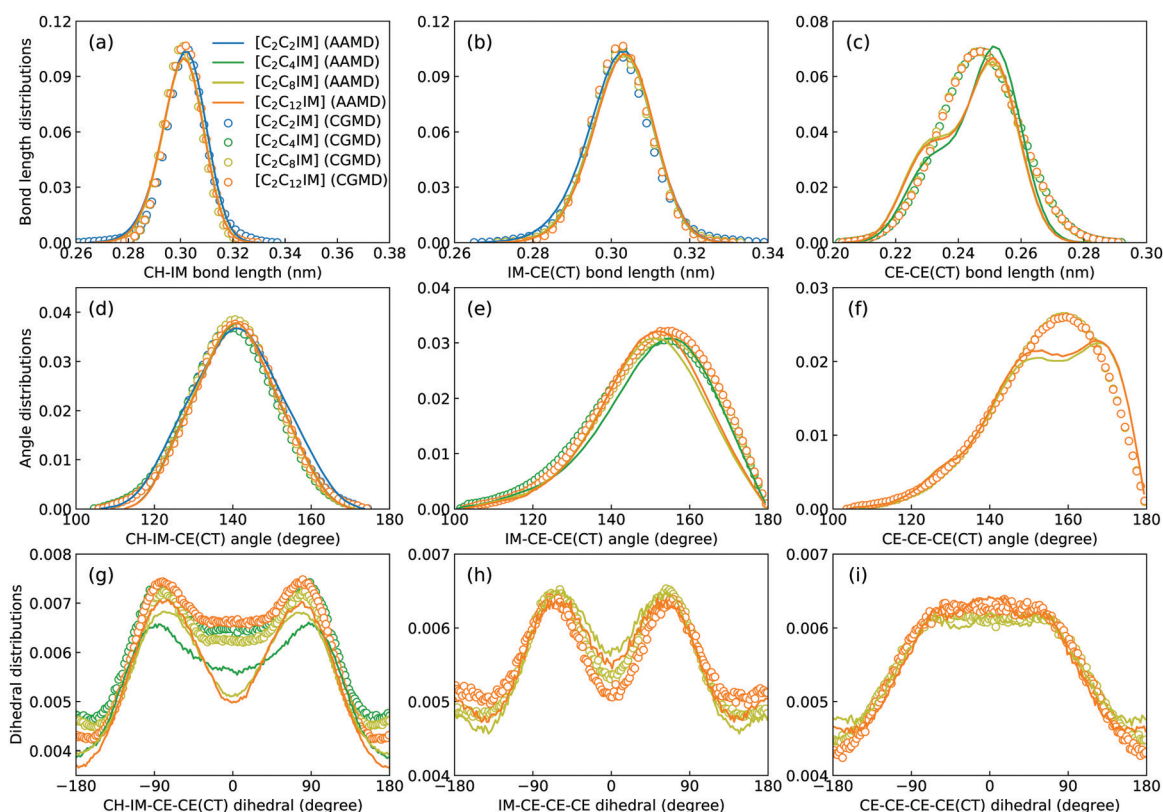 Bond length distributions
0.12
0.09
0.06
0.03
0.00
(a)
[C₂C₂IM] (AAMD)
[C₂C₄IM] (AAMD)
[C₂C₈IM] (AAMD)
[C₂C₁₂IM] (AAMD)
[C₂C₂IM] (CGMD)
[C₂C₄IM] (CGMD)
[C₂C₈IM] (CGMD)
[C₂C₁₂IM] (CGMD)
0.26 0.28 0.30 0.32 0.34 0.36 0.38
CH-IM bond length (nm)
0.12
0.09
0.06
0.03
0.00
(b)
0.26 0.28 0.30 0.32 0.34
IM-CE(CT) bond length (nm)
0.08
0.06
0.04
0.02
0.00
(c)
0.20 0.22 0.24 0.26 0.28 0.30
CE-CE(CT) bond length (nm)
Angle distributions
0.04
0.03
0.02
0.01
0.00
(d)
100 120 140 160 180
CH-IM-CE(CT) angle (degree)
0.04
0.03
0.02
0.01
0.00
(e)
100 120 140 160 180
IM-CE-CE(CT) angle (degree)
0.03
0.02
0.01
0.00
(f)
100 120 140 160 180
CE-CE-CE(CT) angle (degree)
Dihedral distributions
0.008
0.007
0.006
0.005
0.004
(g)
−180 −90 0 90 180
CH-IM-CE-CE(CT) dihedral (degree)
0.007
0.006
0.005
0.004
(h)
−180 −90 0 90 180
IM-CE-CE-CE dihedral (degree)
0.007
0.006
0.005
0.004
(i)
−180 −90 0 90 180
CE-CE-CE-CE(CT) dihedral (degree)